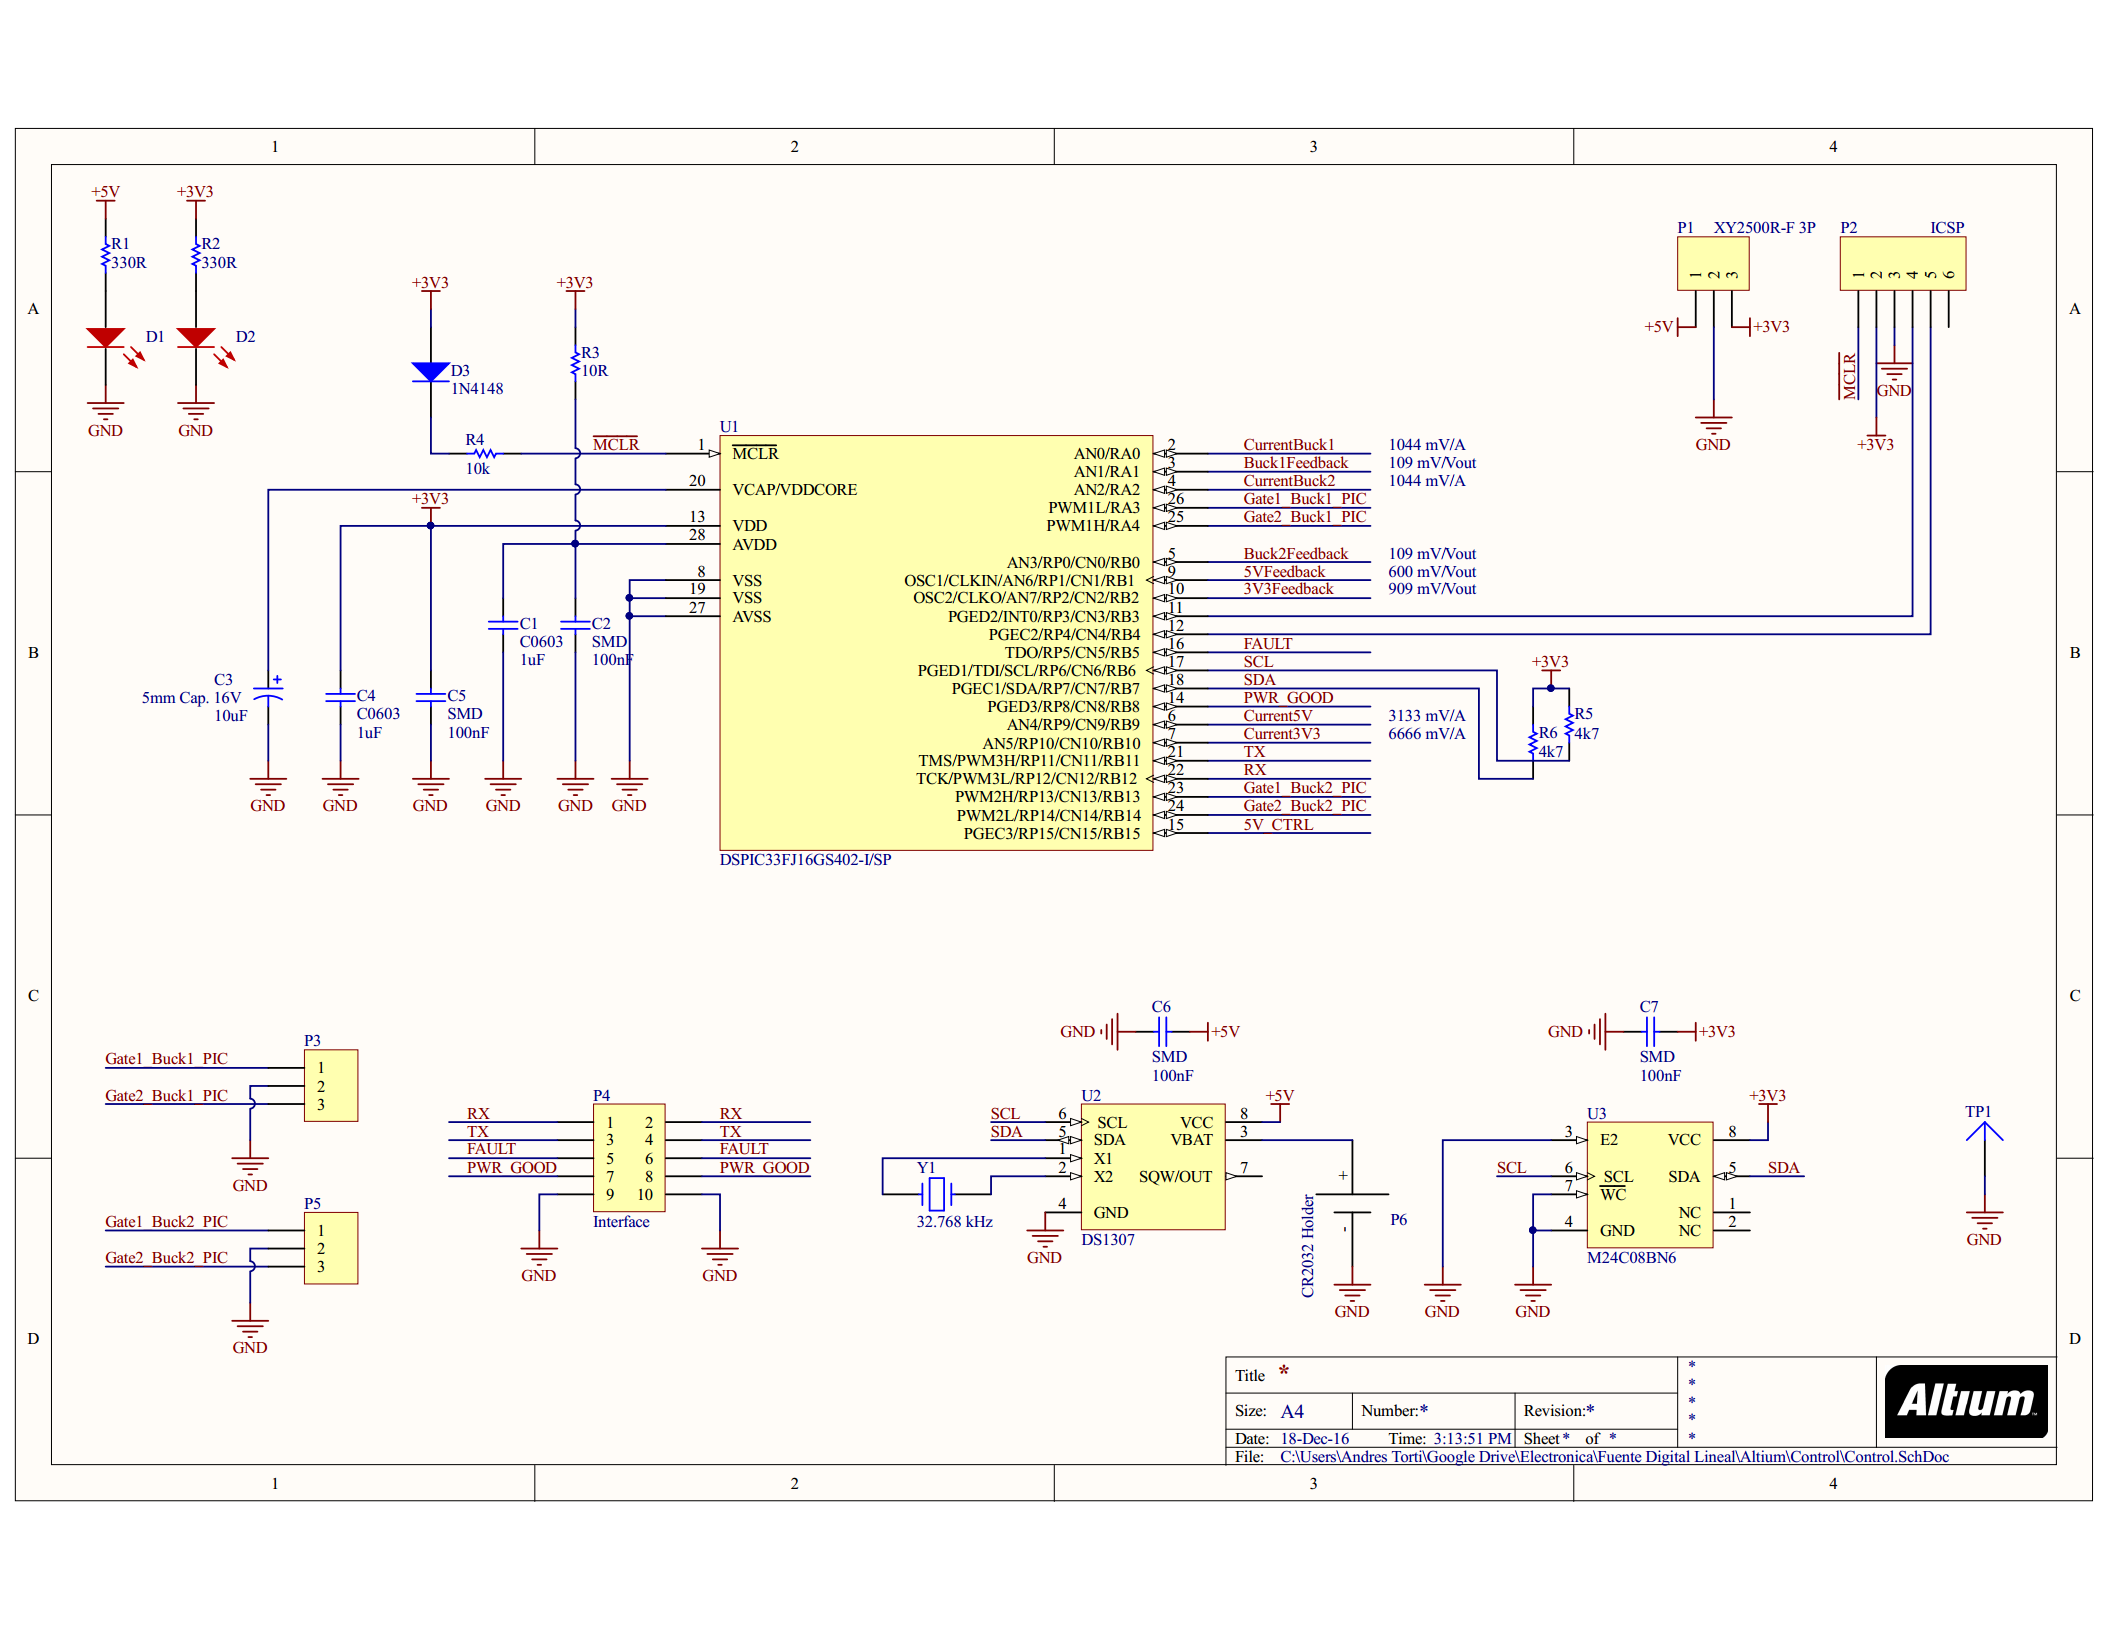 1 2 3 4
A A
B B
C C
D D
1 2 3 4
+5V
R1
330R
D1
GND
+3V3
R2
330R
D2
GND
+3V3
D3
1N4148
R4
10k
MCLR
+3V3
R3
10R
+3V3
C3
5mm Cap. 16V
10uF
GND
C4
C0603
1uF
GND
C5
SMD
100nF
GND
C1
C0603
1uF
GND
C2
SMD
100nF
GND
GND
U1
1 MCLR
20 VCAP/VDDCORE
13 VDD
28 AVDD
8 VSS
19 VSS
27 AVSS
AN0/RA0 2 CurrentBuck1 1044 mV/A
AN1/RA1 3 Buck1Feedback 109 mV/Vout
AN2/RA2 4 CurrentBuck2 1044 mV/A
PWM1L/RA3 26 Gate1_Buck1_PIC
PWM1H/RA4 25 Gate2_Buck1_PIC
AN3/RP0/CN0/RB0 5 Buck2Feedback 109 mV/Vout
OSC1/CLKIN/AN6/RP1/CN1/RB1 9 5VFeedback 600 mV/Vout
OSC2/CLKO/AN7/RP2/CN2/RB2 10 3V3Feedback 909 mV/Vout
PGED2/INT0/RP3/CN3/RB3 11
PGEC2/RP4/CN4/RB4 12
TDO/RP5/CN5/RB5 16 FAULT
PGED1/TDI/SCL/RP6/CN6/RB6 17 SCL
PGEC1/SDA/RP7/CN7/RB7 18 SDA
PGED3/RP8/CN8/RB8 14 PWR_GOOD
AN4/RP9/CN9/RB9 6 Current5V 3133 mV/A
AN5/RP10/CN10/RB10 7 Current3V3 6666 mV/A
TMS/PWM3H/RP11/CN11/RB11 21 TX
TCK/PWM3L/RP12/CN12/RB12 22 RX
PWM2H/RP13/CN13/RB13 23 Gate1_Buck2_PIC
PWM2L/RP14/CN14/RB14 24 Gate2_Buck2_PIC
PGEC3/RP15/CN15/RB15 15 5V_CTRL
DSPIC33FJ16GS402-I/SP
+3V3
R5
4k7
R6
4k7
P1 XY2500R-F 3P
1 2 3
+5V +3V3
GND
P2 ICSP
1 2 3 4 5 6
MCLR
GND
+3V3
P3
Gate1_Buck1_PIC 1
2
Gate2_Buck1_PIC 3
GND
P5
Gate1_Buck2_PIC 1
2
Gate2_Buck2_PIC 3
GND
P4
RX 1 2 RX
TX 3 4 TX
FAULT 5 6 FAULT
PWR_GOOD 7 8 PWR_GOOD
9 10
Interface
GND GND
C6
GND +5V
SMD
100nF
U2
+5V
SCL 6 SCL VCC 8
SDA 5 SDA VBAT 3
1 X1
2 X2 SQW/OUT 7
4 GND
DS1307
GND
Y1
32.768 kHz
+
-
CR2032 Holder
P6
GND
C7
GND +3V3
SMD
100nF
U3
+3V3
3 E2 VCC 8
SCL 6 SCL SDA 5 SDA
7 WC
NC 1
4 GND NC 2
M24C08BN6
GND GND
TP1
GND
Title *
Size: A4 Number:* Revision:*
Date: 18-Dec-16 Time: 3:13:51 PM Sheet * of *
File: C:\Users\Andres Torti\Google Drive\Electronica\Fuente Digital Lineal\Altium\Control\Control.SchDoc
*
*
*
*
*
Altium